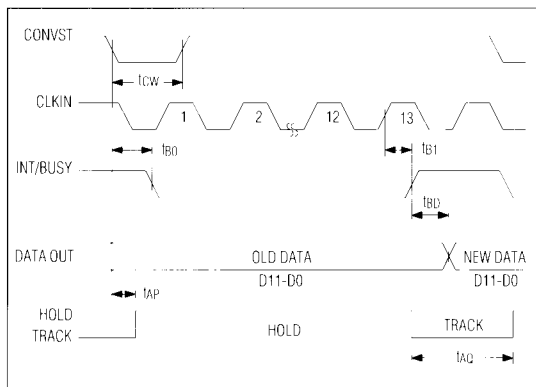 CONVST
tCW
CLKIN
1 2 12 13
tB0 tB1
INT/BUSY
tBD
DATA OUT OLD DATA NEW DATA
D11-D0 D11-D0
tAP
HOLD
TRACK HOLD TRACK
tAQ